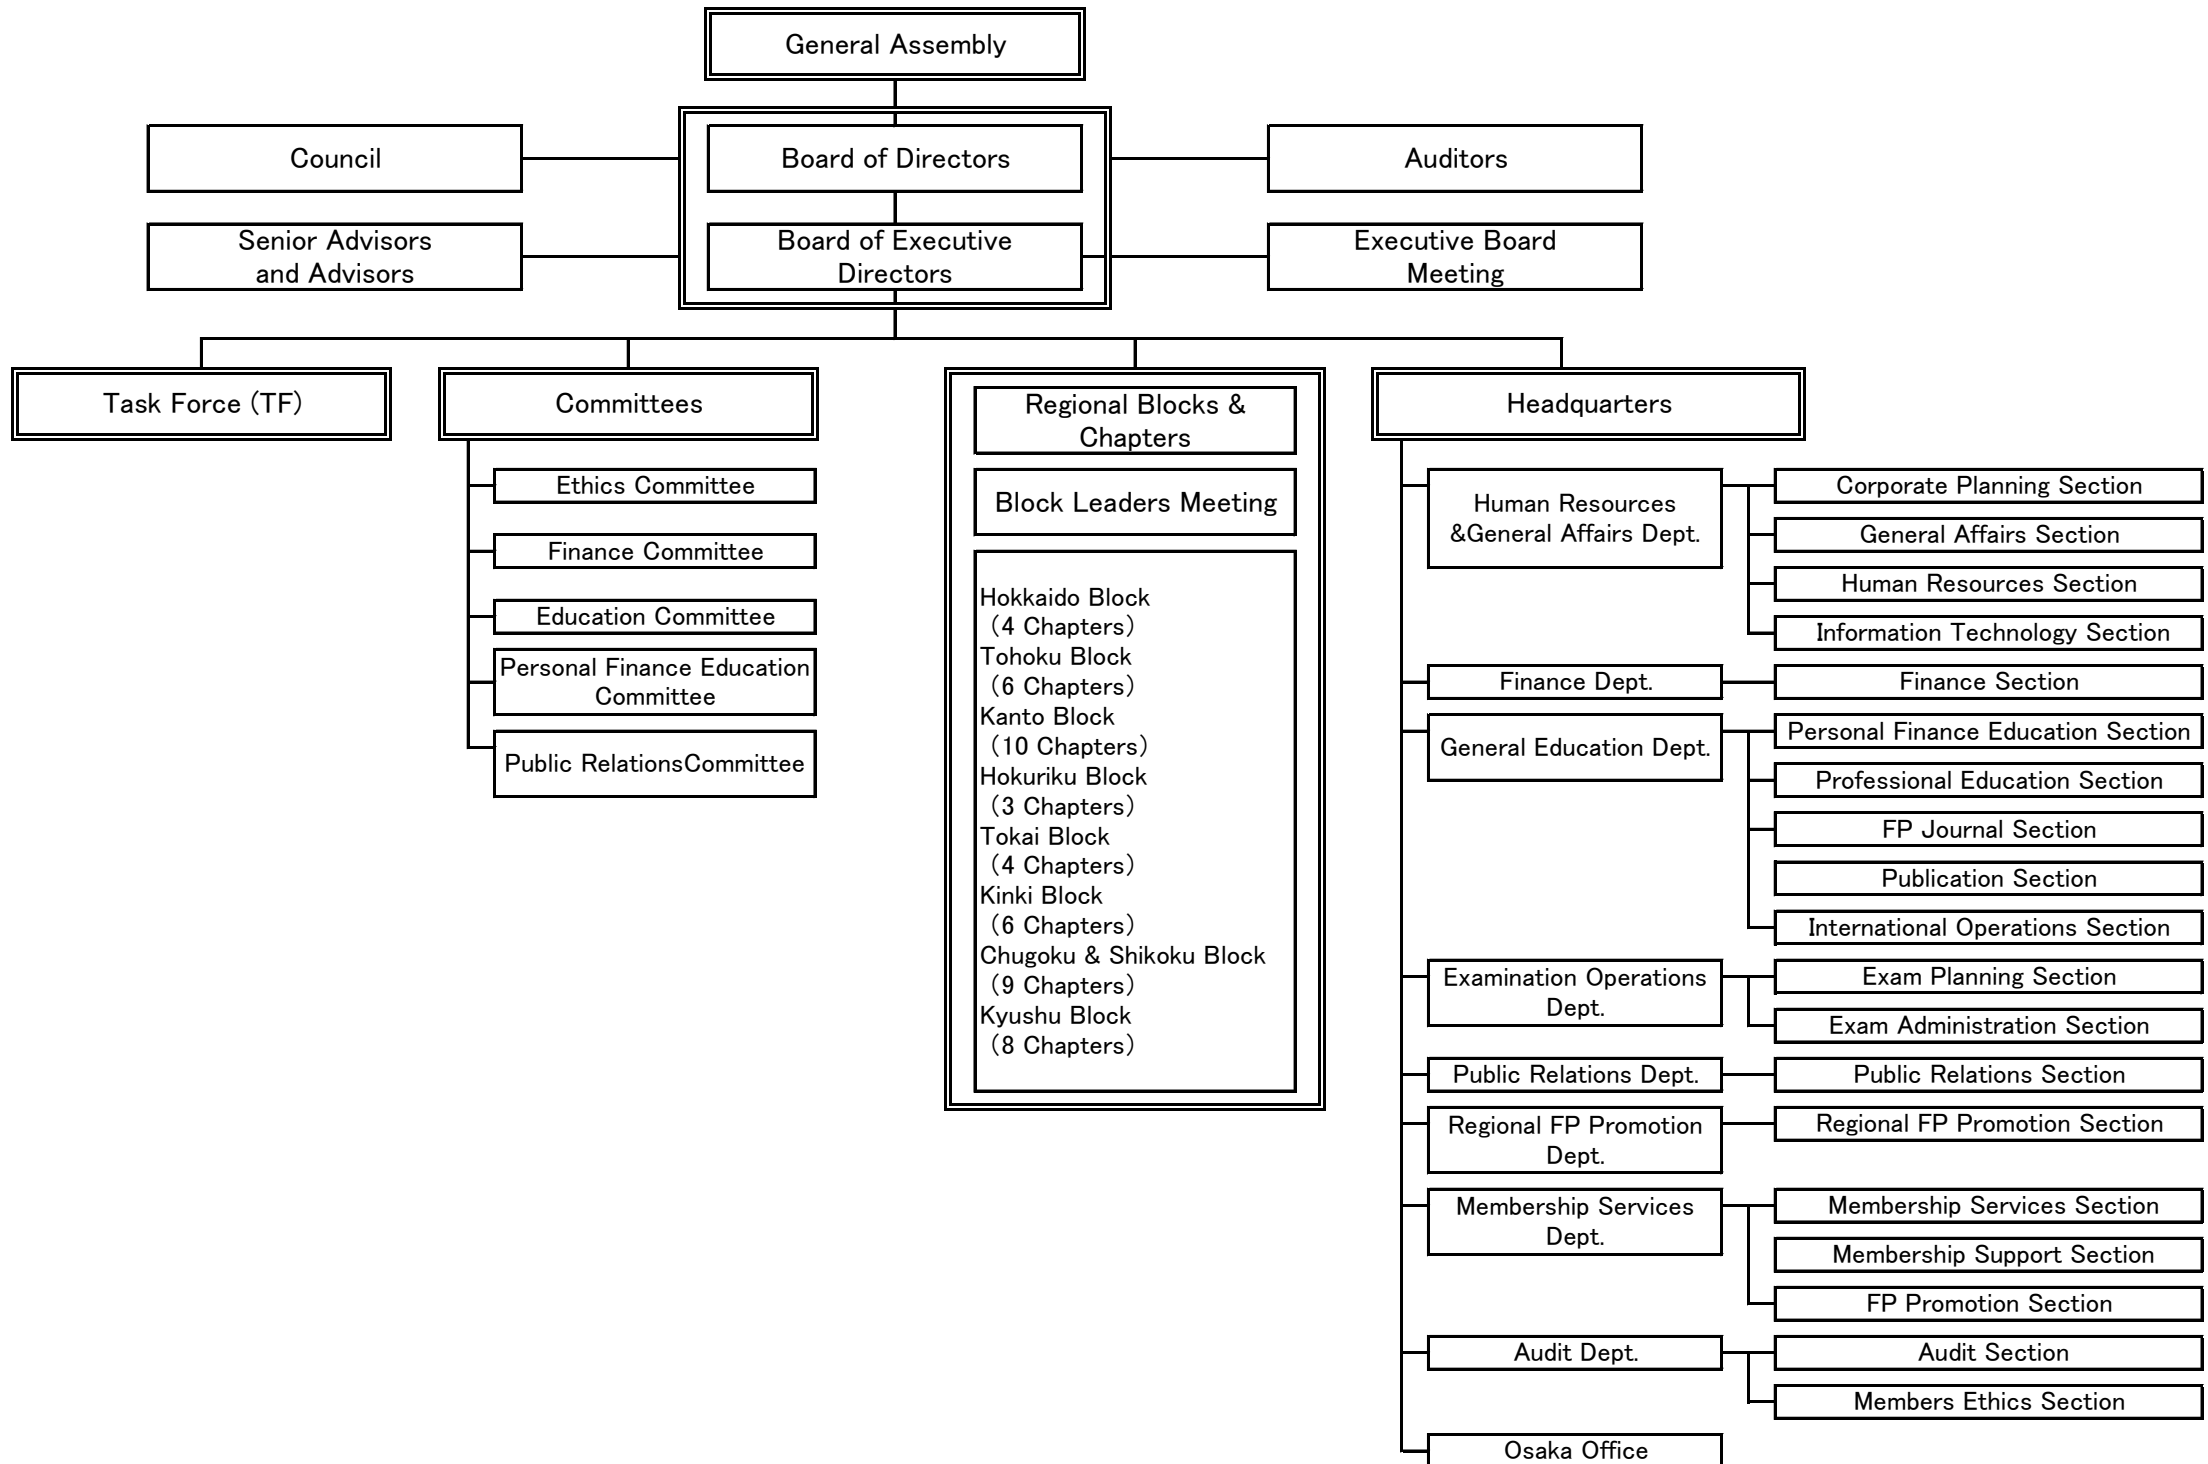 General Assembly
Council
Board of Directors
Auditors
Senior Advisors
and Advisors
Board of Executive
Directors
Executive Board
Meeting
Task Force (TF)
Committees
Ethics Committee
Finance Committee
Education Committee
Personal Finance Education
Committee
Public RelationsCommittee
Regional Blocks &
Chapters
Block Leaders Meeting
Hokkaido Block
（4 Chapters）
Tohoku Block
（6 Chapters）
Kanto Block
（10 Chapters）
Hokuriku Block
（3 Chapters）
Tokai Block
（4 Chapters）
Kinki Block
（6 Chapters）
Chugoku & Shikoku Block
（9 Chapters）
Kyushu Block
（8 Chapters）
Headquarters
Human Resources
&General Affairs Dept.
Corporate Planning Section
General Affairs Section
Human Resources Section
Information Technology Section
Finance Dept.
Finance Section
General Education Dept.
Personal Finance Education Section
Professional Education Section
FP Journal Section
Publication Section
International Operations Section
Examination Operations
Dept.
Exam Planning Section
Exam Administration Section
Public Relations Dept.
Public Relations Section
Regional FP Promotion
Dept.
Regional FP Promotion Section
Membership Services
Dept.
Membership Services Section
Membership Support Section
FP Promotion Section
Audit Dept.
Audit Section
Members Ethics Section
Osaka Office